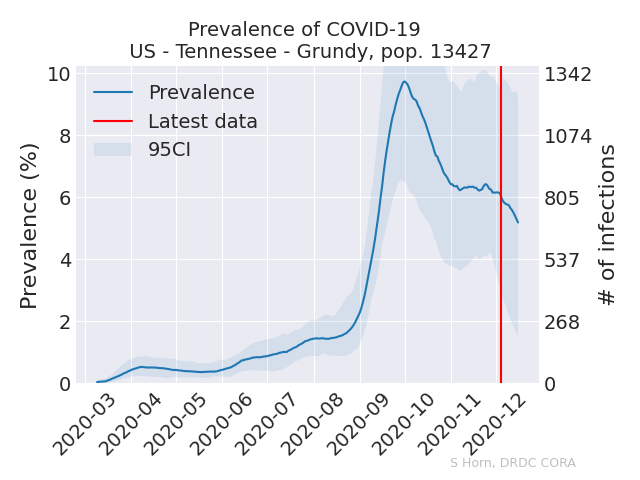 Prevalence of COVID-19
US - Tennessee - Grundy, pop. 13427
Prevalence
Latest data
95CI
Prevalence (%)
10
8
6
4
2
0
1342
1074
805
537
268
0
# of infections
2020-03
2020-04
2020-05
2020-06
2020-07
2020-08
2020-09
2020-10
2020-11
2020-12
S Horn, DRDC CORA